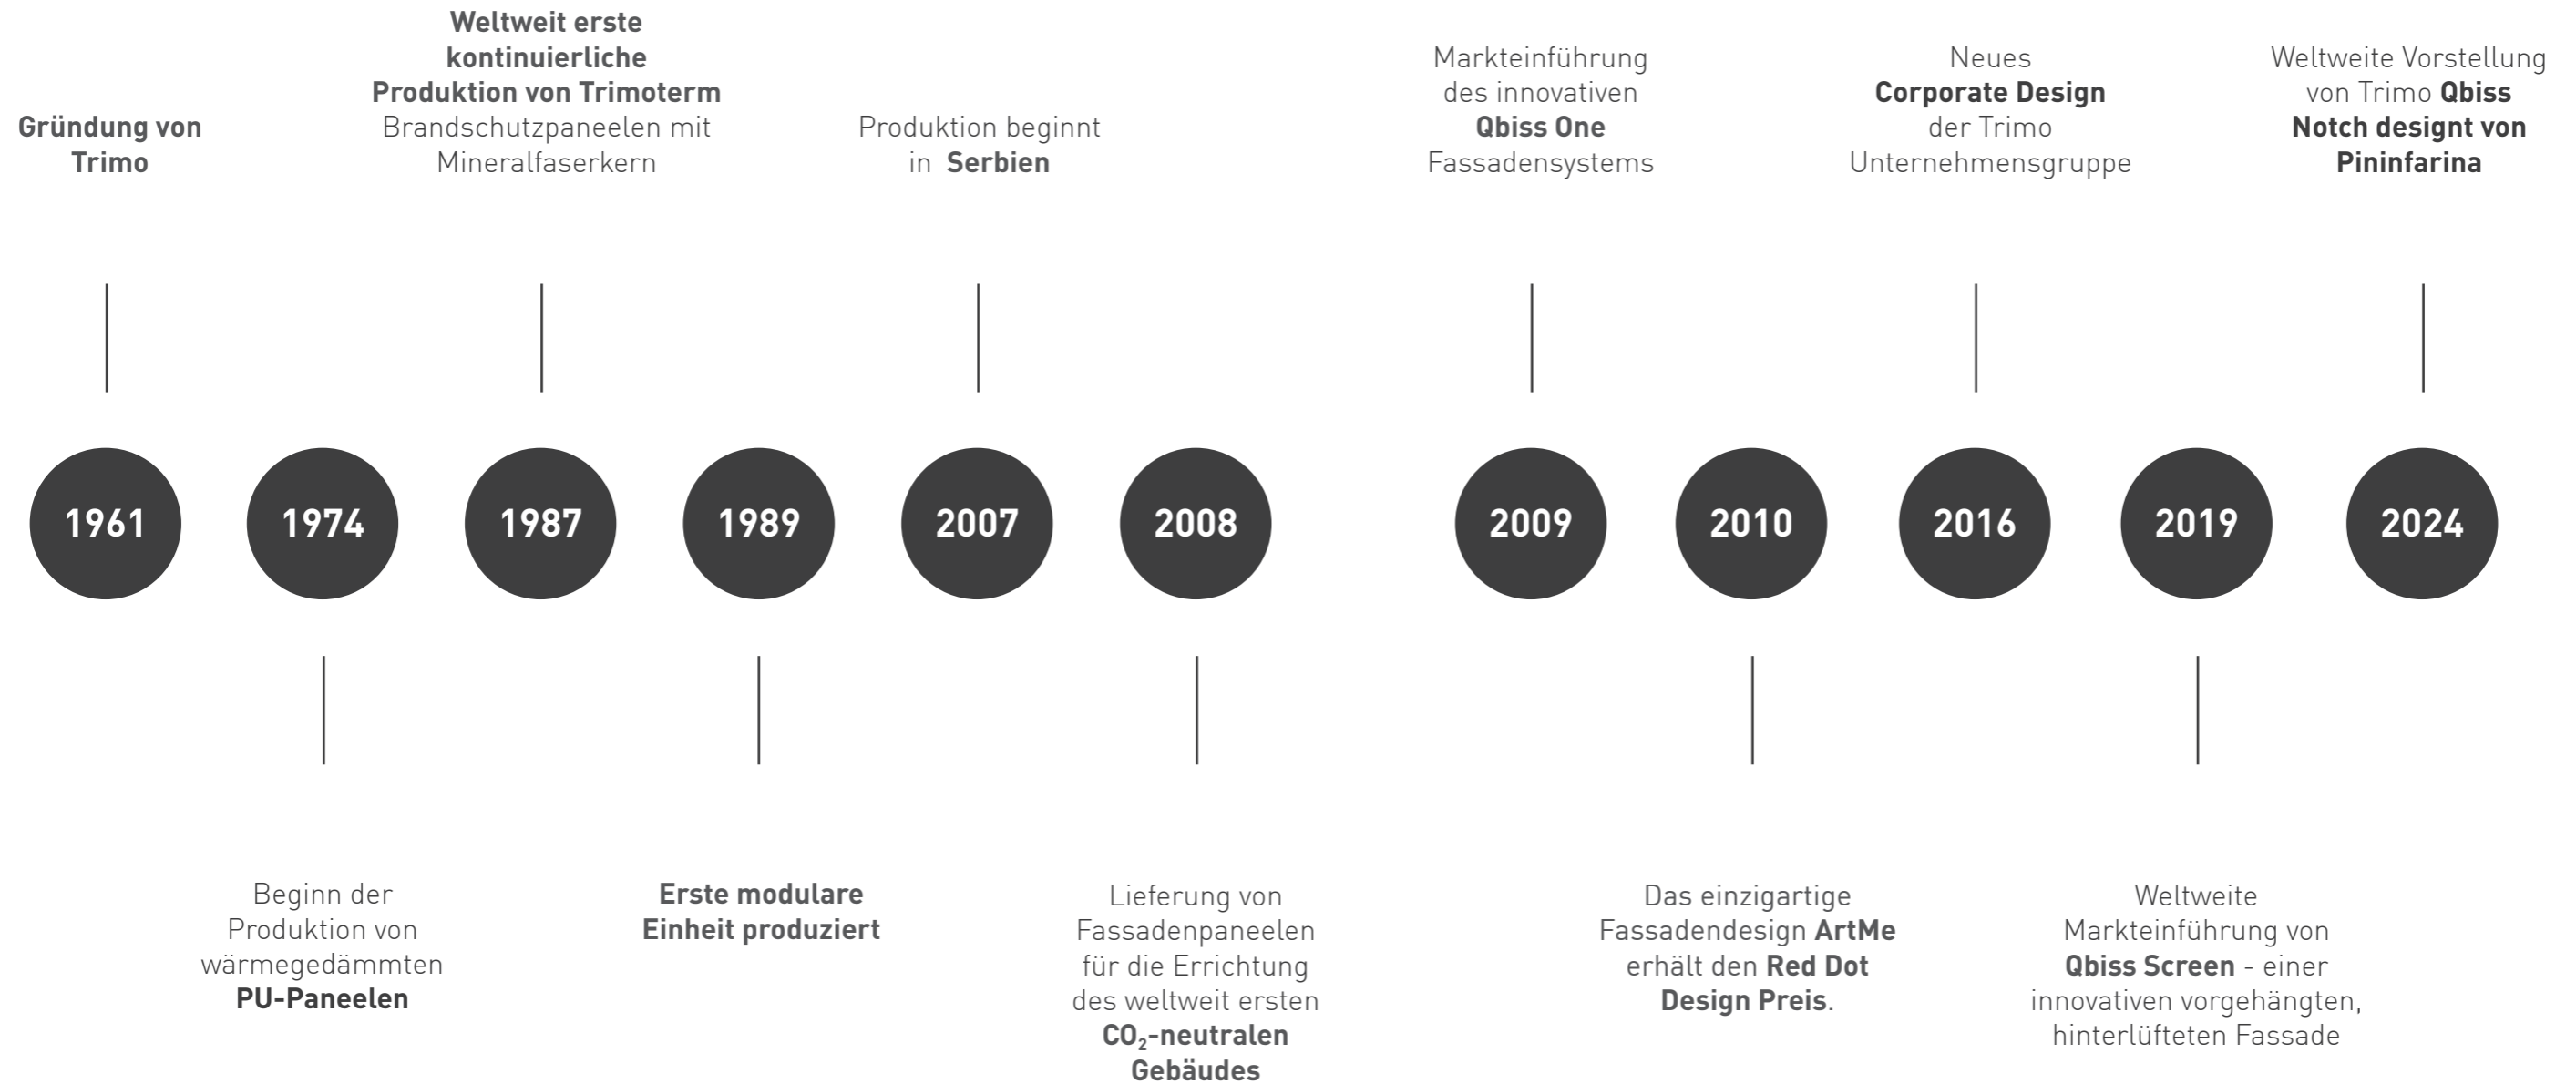 Gründung von
Trimo
Weltweit erste
kontinuierliche
Produktion von Trimoterm
Brandschutzpaneelen mit
Mineralfaserkern
Produktion beginnt
in Serbien
Markteinführung
des innovativen
Qbiss One
Fassadensystems
Neues
Corporate Design
der Trimo
Unternehmensgruppe
Weltweite Vorstellung
von Trimo Qbiss
Notch designt von
Pininfarina
1961
1974
1987
1989
2007
2008
2009
2010
2016
2019
2024
Beginn der
Produktion von
wärmegedämmten
PU-Paneelen
Erste modulare
Einheit produziert
Lieferung von
Fassadenpaneelen
für die Errichtung
des weltweit ersten
CO₂-neutralen
Gebäudes
Das einzigartige
Fassadendesign ArtMe
erhält den Red Dot
Design Preis.
Weltweite
Markteinführung von
Qbiss Screen - einer
innovativen vorgehängten,
hinterlüfteten Fassade